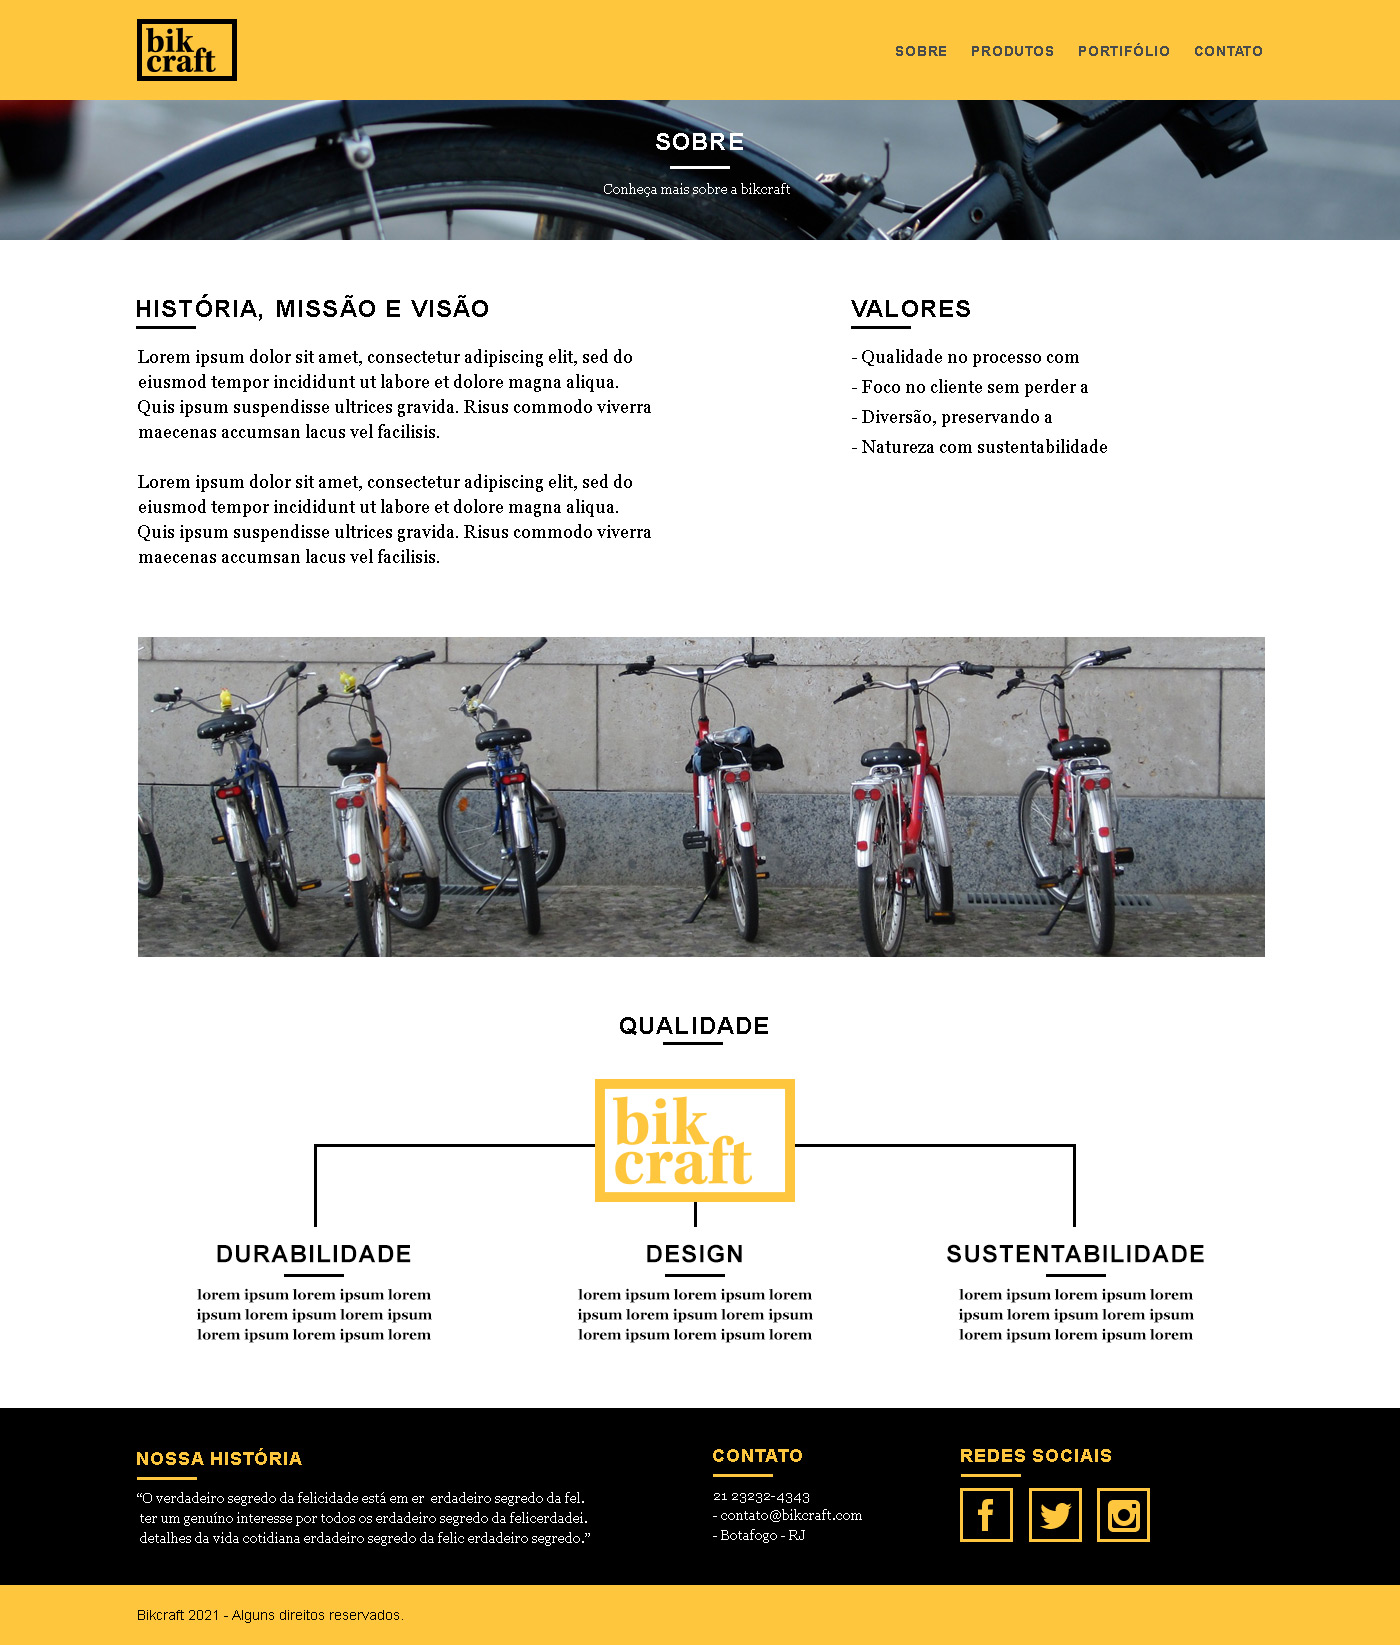 bik
craft
SOBRE PRODUTOS PORTIFÓLIO CONTATO
SOBRE
Conheça mais sobre a bikcraft
HISTÓRIA, MISSÃO E VISÃO
Lorem ipsum dolor sit amet, consectetur adipiscing elit, sed do
eiusmod tempor incididunt ut labore et dolore magna aliqua.
Quis ipsum suspendisse ultrices gravida. Risus commodo viverra
maecenas accumsan lacus vel facilisis.
Lorem ipsum dolor sit amet, consectetur adipiscing elit, sed do
eiusmod tempor incididunt ut labore et dolore magna aliqua.
Quis ipsum suspendisse ultrices gravida. Risus commodo viverra
maecenas accumsan lacus vel facilisis.
VALORES
- Qualidade no processo com
- Foco no cliente sem perder a
- Diversão, preservando a
- Natureza com sustentabilidade
QUALIDADE
bik
craft
DURABILIDADE
lorem ipsum lorem ipsum lorem
ipsum lorem ipsum lorem ipsum
lorem ipsum lorem ipsum lorem
DESIGN
lorem ipsum lorem ipsum lorem
ipsum lorem ipsum lorem ipsum
lorem ipsum lorem ipsum lorem
SUSTENTABILIDADE
lorem ipsum lorem ipsum lorem
ipsum lorem ipsum lorem ipsum
lorem ipsum lorem ipsum lorem
NOSSA HISTÓRIA
“O verdadeiro segredo da felicidade está em er erdadeiro segredo da fel.
ter um genuíno interesse por todos os erdadeiro segredo da felicerdadei.
detalhes da vida cotidiana erdadeiro segredo da felic erdadeiro segredo.”
CONTATO
21 23232-4343
- contato@bikcraft.com
- Botafogo - RJ
REDES SOCIAIS
Bikcraft 2021 - Alguns direitos reservados.